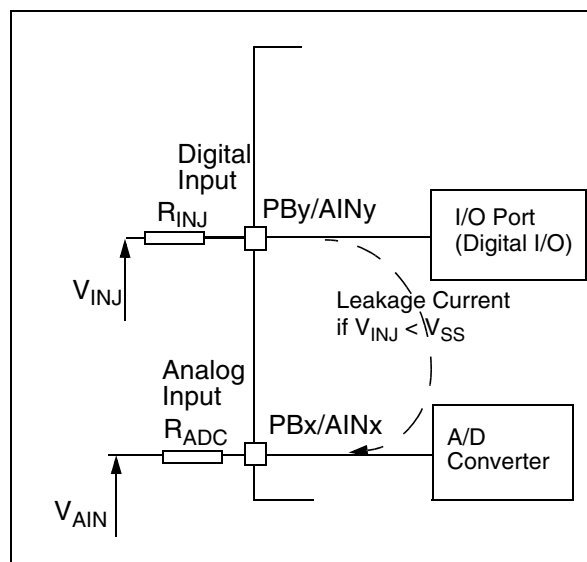 Digital
Input
R_INJ
PBy/AINy
I/O Port
(Digital I/O)
V_INJ
Leakage Current
if V_INJ < V_SS
Analog
Input
R_ADC
PBx/AINx
A/D
Converter
V_AIN